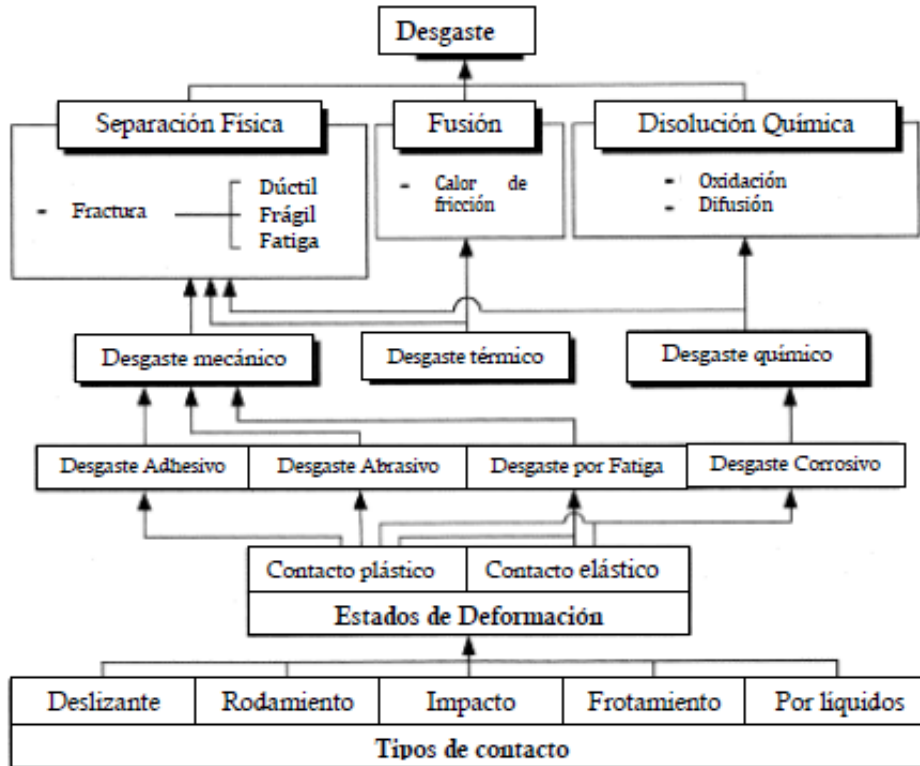 Desgaste
Separación Física
Fusión
Disolución Química
- Fractura
Dúctil
Frágil
Fatiga
- Calor de
fricción
- Oxidación
- Difusión
Desgaste mecánico
Desgaste térmico
Desgaste químico
Desgaste Adhesivo
Desgaste Abrasivo
Desgaste por Fatiga
Desgaste Corrosivo
Contacto plástico
Contacto elástico
Estados de Deformación
Deslizante
Rodamiento
Impacto
Frotamiento
Por líquidos
Tipos de contacto